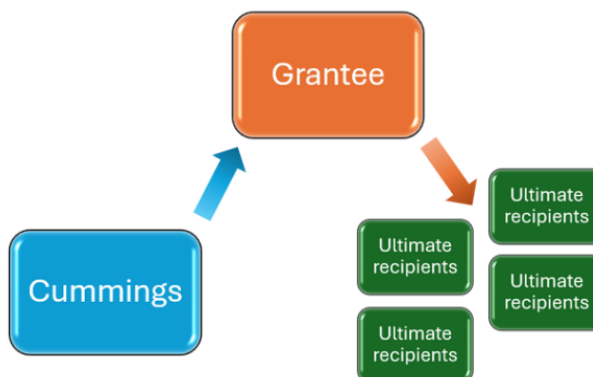 Grantee
Cummings
Ultimate
recipients
Ultimate
recipients
Ultimate
recipients
Ultimate
recipients